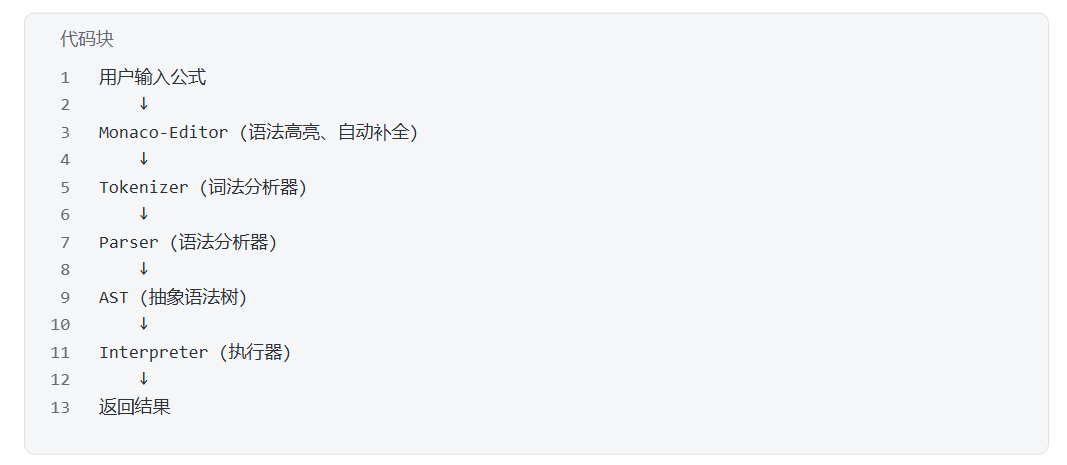 代码块
1 用户输入公式
2 ↓
3 Monaco-Editor (语法高亮、自动补全)
4 ↓
5 Tokenizer (词法分析器)
6 ↓
7 Parser (语法分析器)
8 ↓
9 AST (抽象语法树)
10 ↓
11 Interpreter (执行器)
12 ↓
13 返回结果